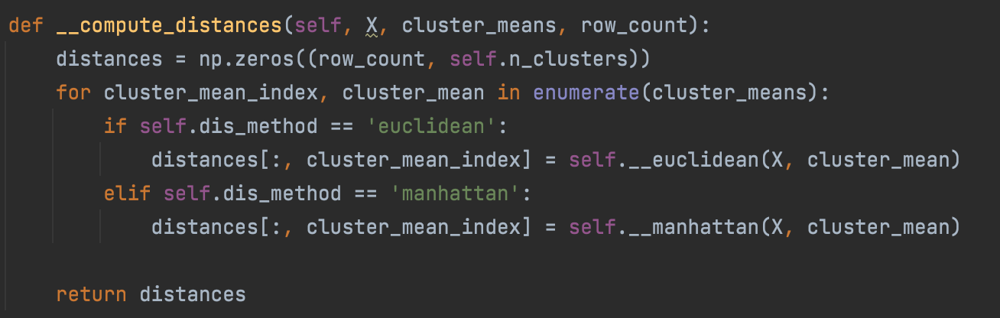 def __compute_distances(self, X, cluster_means, row_count):
    distances = np.zeros((row_count, self.n_clusters))
    for cluster_mean_index, cluster_mean in enumerate(cluster_means):
        if self.dis_method == 'euclidean':
            distances[:, cluster_mean_index] = self.__euclidean(X, cluster_mean)
        elif self.dis_method == 'manhattan':
            distances[:, cluster_mean_index] = self.__manhattan(X, cluster_mean)

    return distances